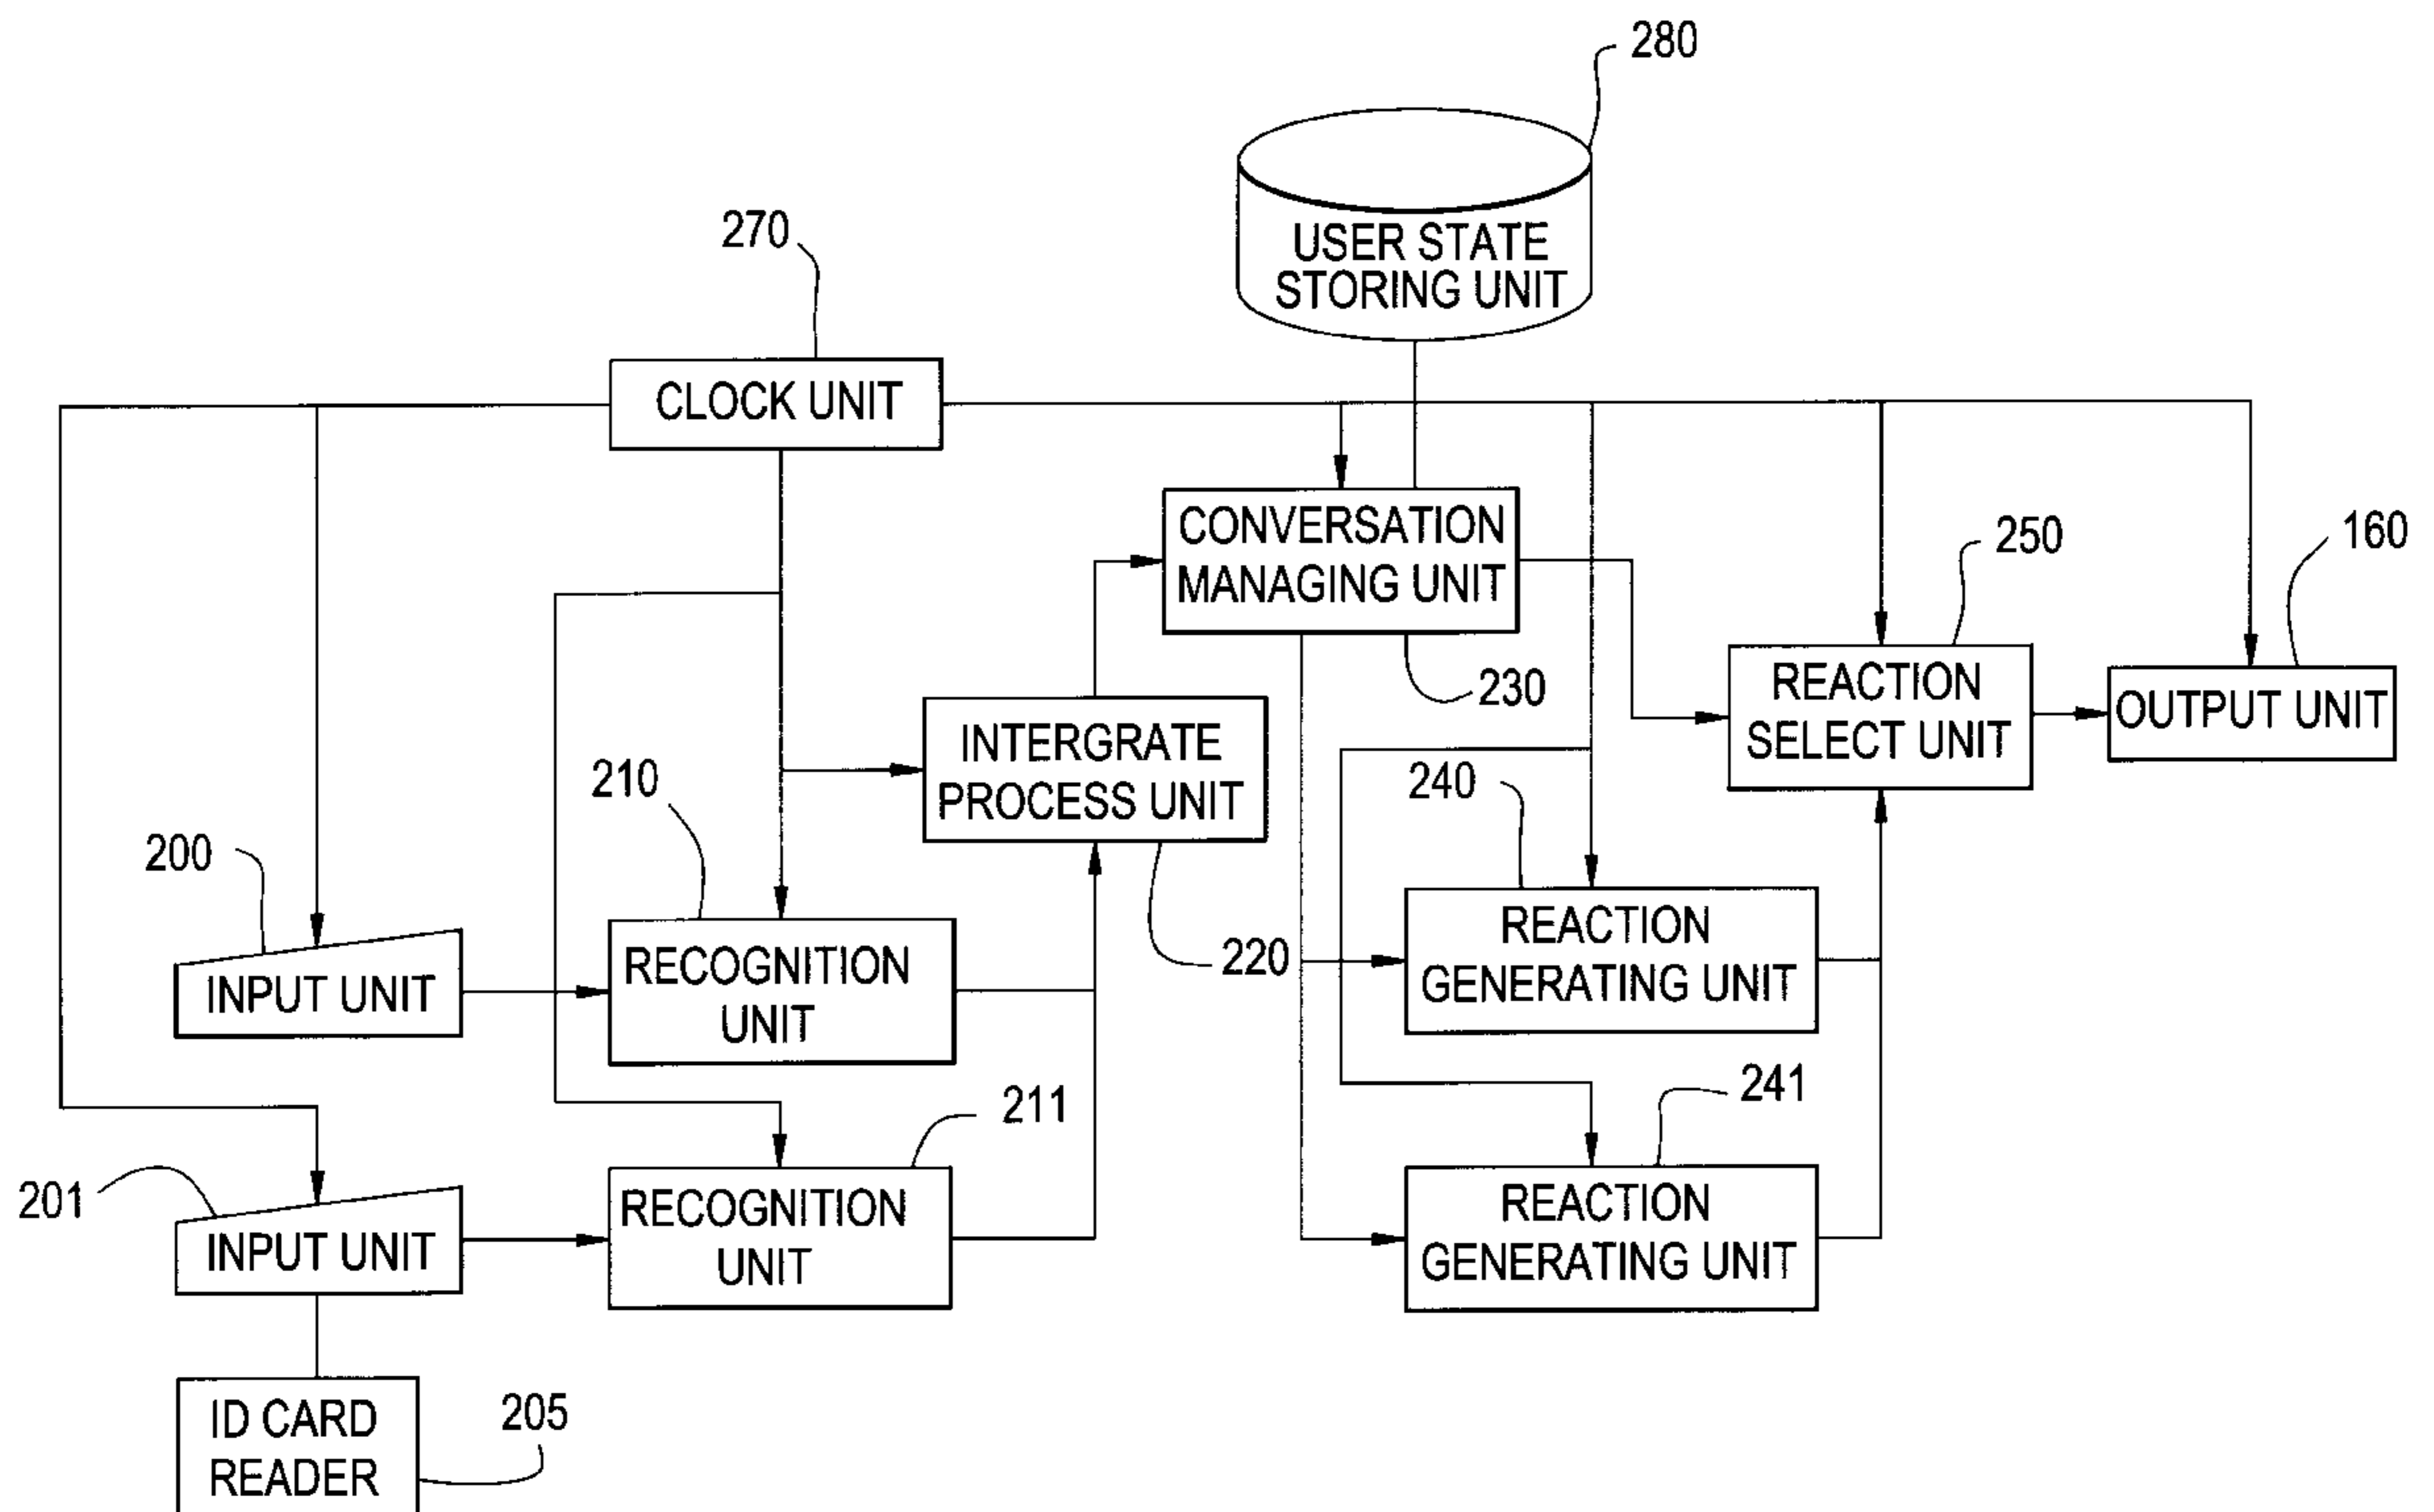 280
USER STATE
STORING UNIT
270
CLOCK UNIT
CONVERSATION
MANAGING UNIT
230
250
160
REACTION
SELECT UNIT
OUTPUT UNIT
INTERGRATE
PROCESS UNIT
220
210
240
200
INPUT UNIT
RECOGNITION
UNIT
REACTION
GENERATING UNIT
211
241
201
INPUT UNIT
RECOGNITION
UNIT
REACTION
GENERATING UNIT
ID CARD
READER
205